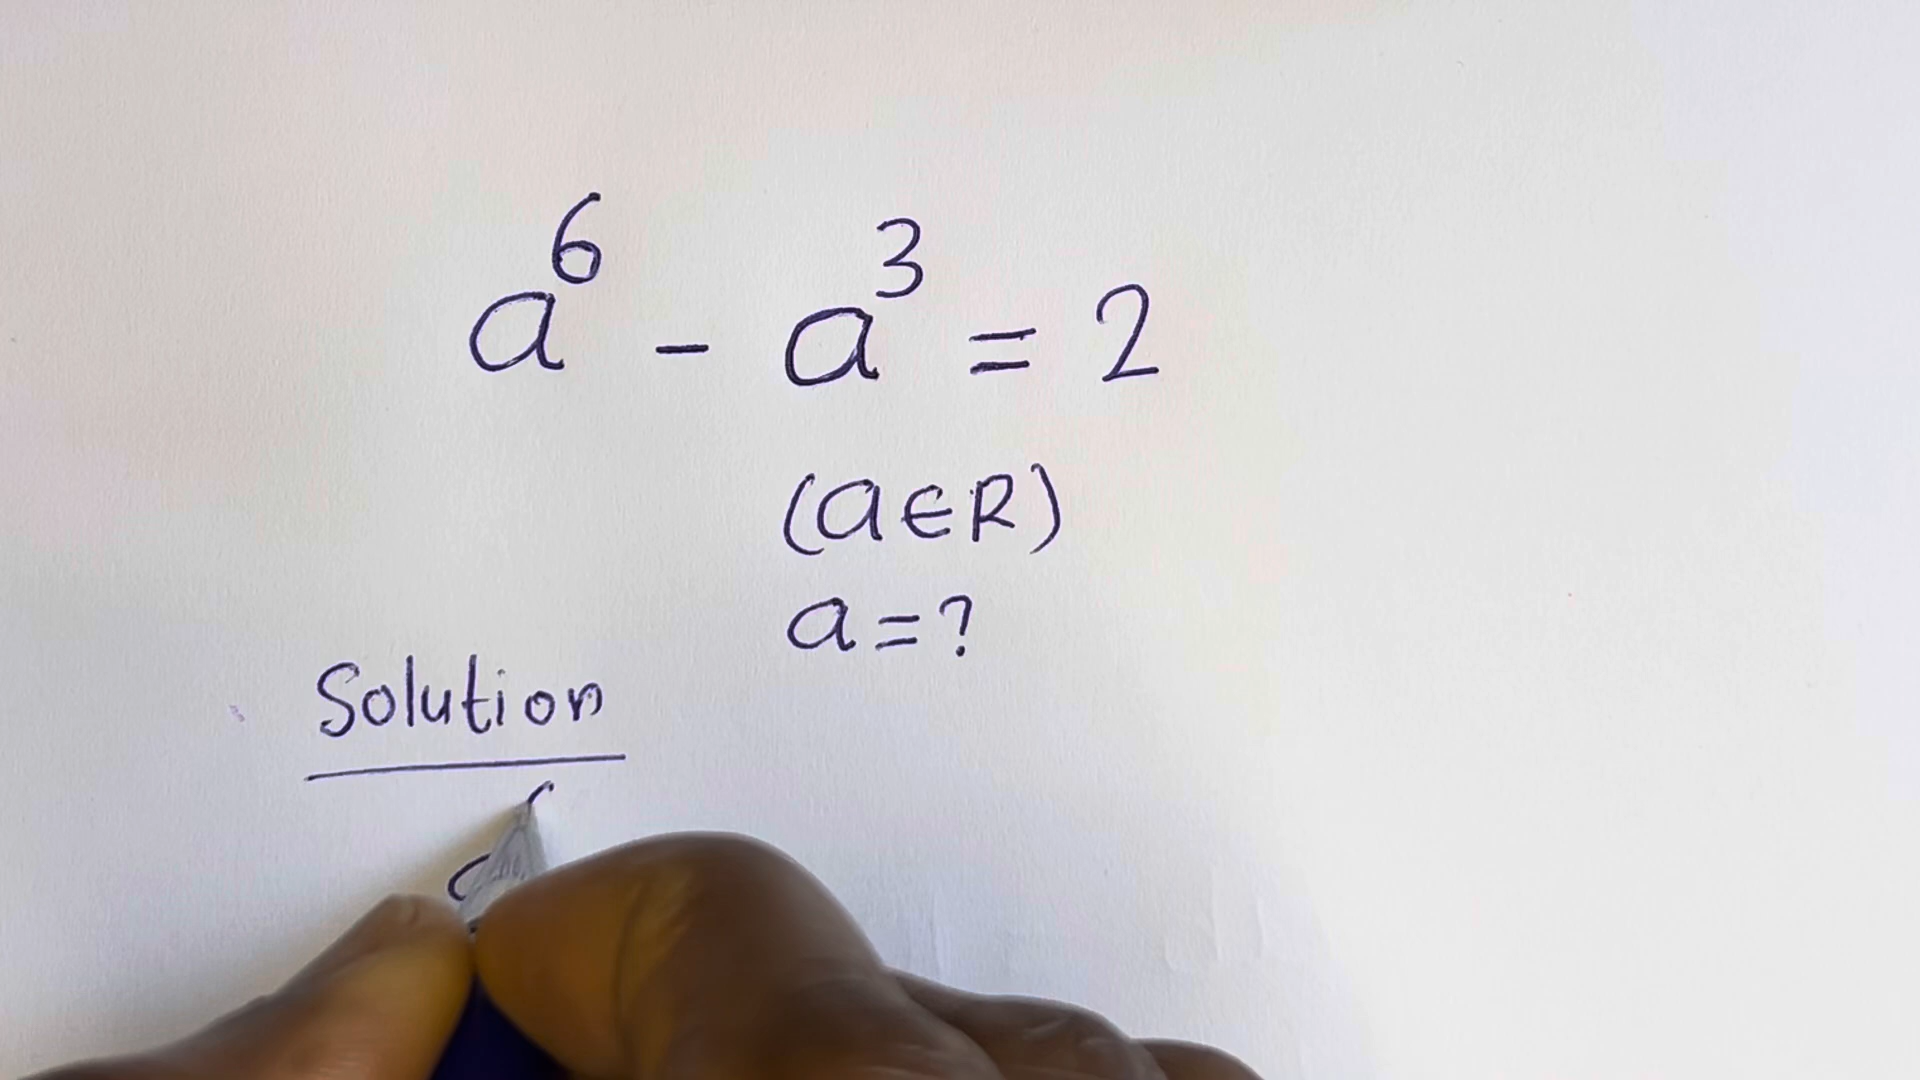 a⁶ - a³ = 2
(a∈R)
a = ?
Solution